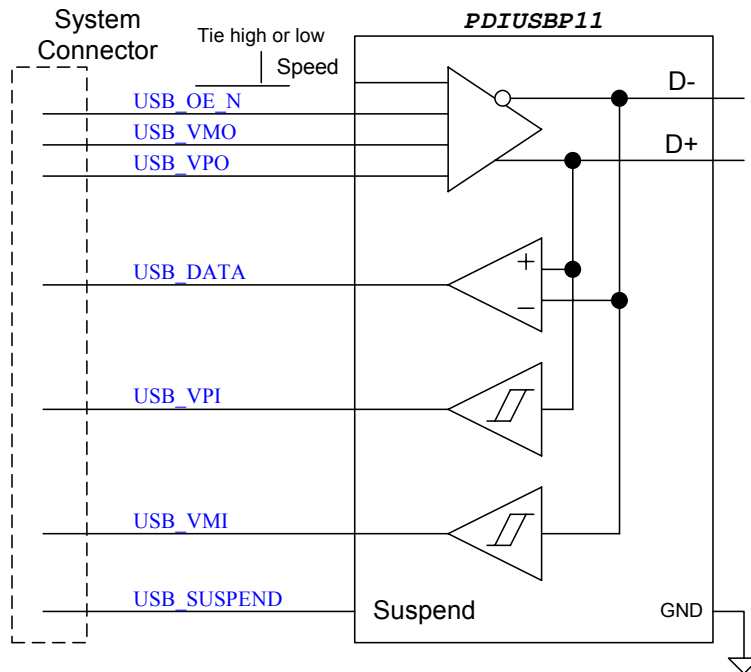 System
Connector
Tie high or low
Speed
PDIUSBP11
USB_OE_N
USB_VMO
USB_VPO
D-
D+
USB_DATA
+
−
USB_VPI
USB_VMI
USB_SUSPEND
Suspend
GND